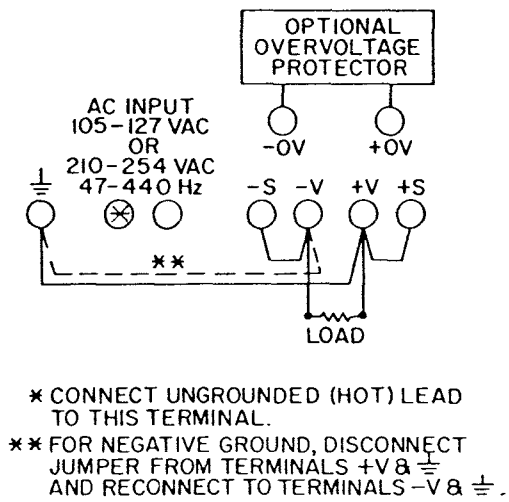 OPTIONAL
OVERVOLTAGE
PROTECTOR
AC INPUT
105-127 VAC
OR
210-254 VAC
47-440 Hz
-OV +OV
-S -V +V +S
*
**
LOAD
* CONNECT UNGROUNDED (HOT) LEAD
TO THIS TERMINAL.
** FOR NEGATIVE GROUND, DISCONNECT
JUMPER FROM TERMINALS +V & ⏚
AND RECONNECT TO TERMINALS -V & ⏚.